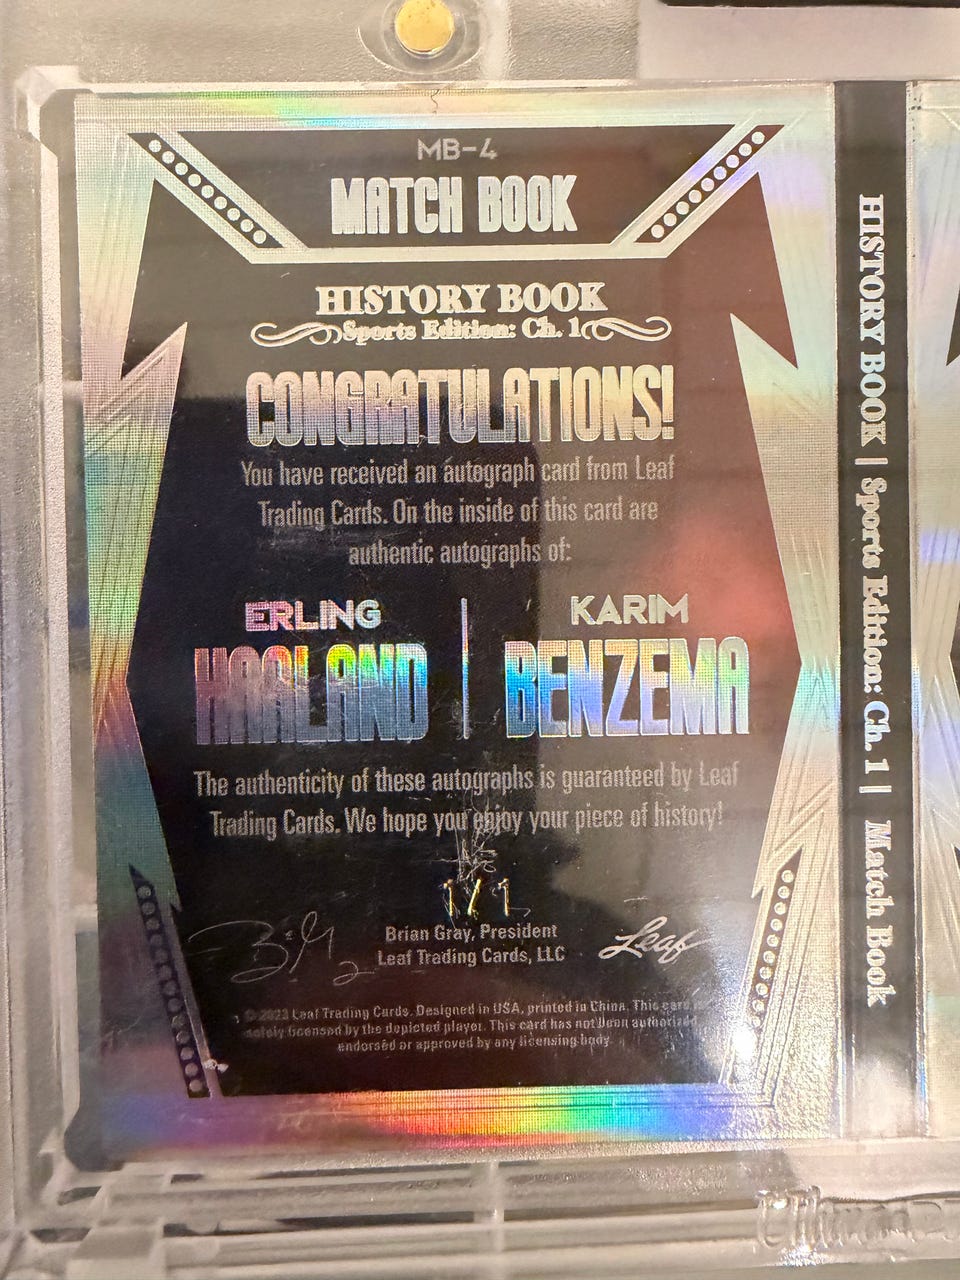 MB-4
MATCH BOOK
HISTORY BOOK
Sports Edition: Ch. 1
CONGRATULATIONS!
You have received an autograph card from Leaf
Trading Cards. On the inside of this card are
authentic autographs of:
ERLING
HAALAND
KARIM
BENZEMA
The authenticity of these autographs is guaranteed by Leaf
Trading Cards. We hope you enjoy your piece of history!
1/1
Brian Gray, President
Leaf Trading Cards, LLC
Leaf
© 2023 Leaf Trading Cards. Designed in USA, printed in China. This card is
solely licensed by the depicted player. This card has not been authorized,
endorsed or approved by any licensing body.
HISTORY BOOK | Sports Edition: Ch. 1 | Match Book